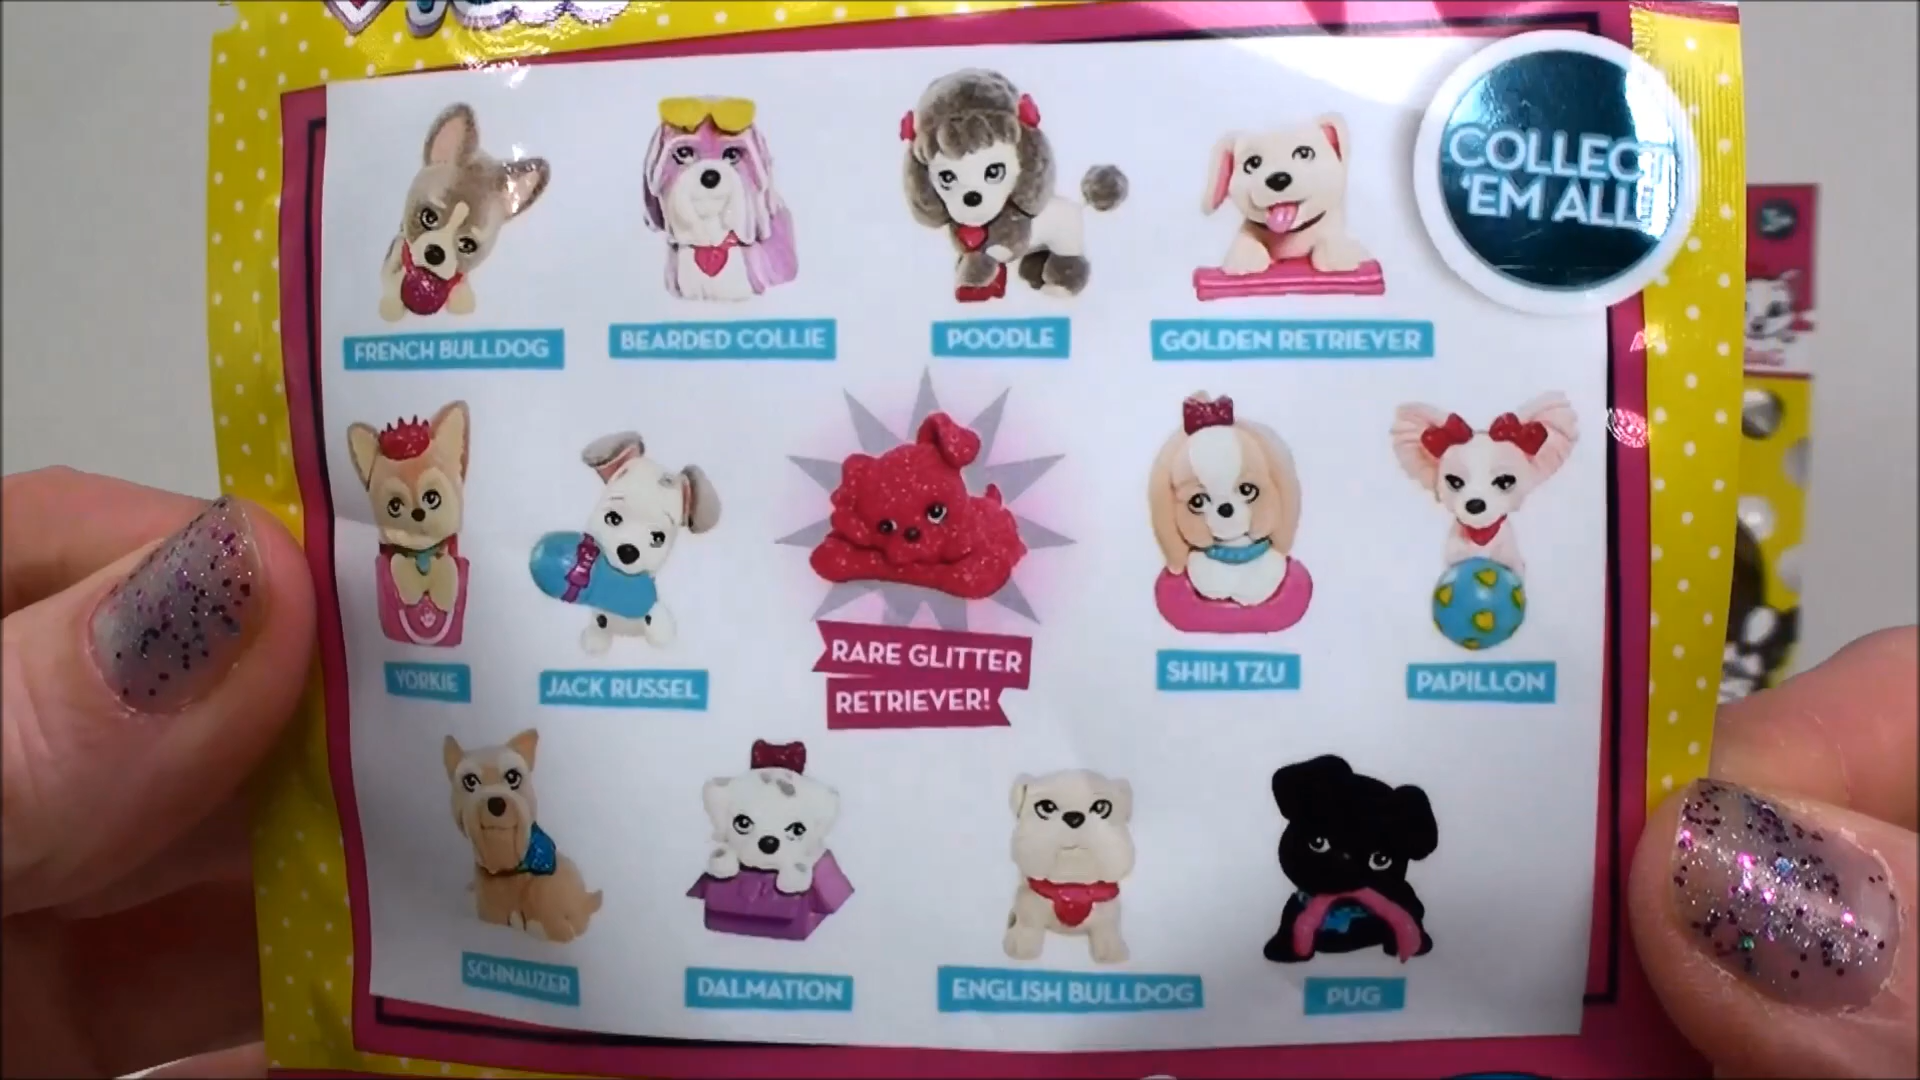 COLLECT
'EM ALL!
FRENCH BULLDOG
BEARDED COLLIE
POODLE
GOLDEN RETRIEVER
YORKIE
JACK RUSSEL
RARE GLITTER
RETRIEVER!
SHIH TZU
PAPILLON
SCHNAUZER
DALMATION
ENGLISH BULLDOG
PUG